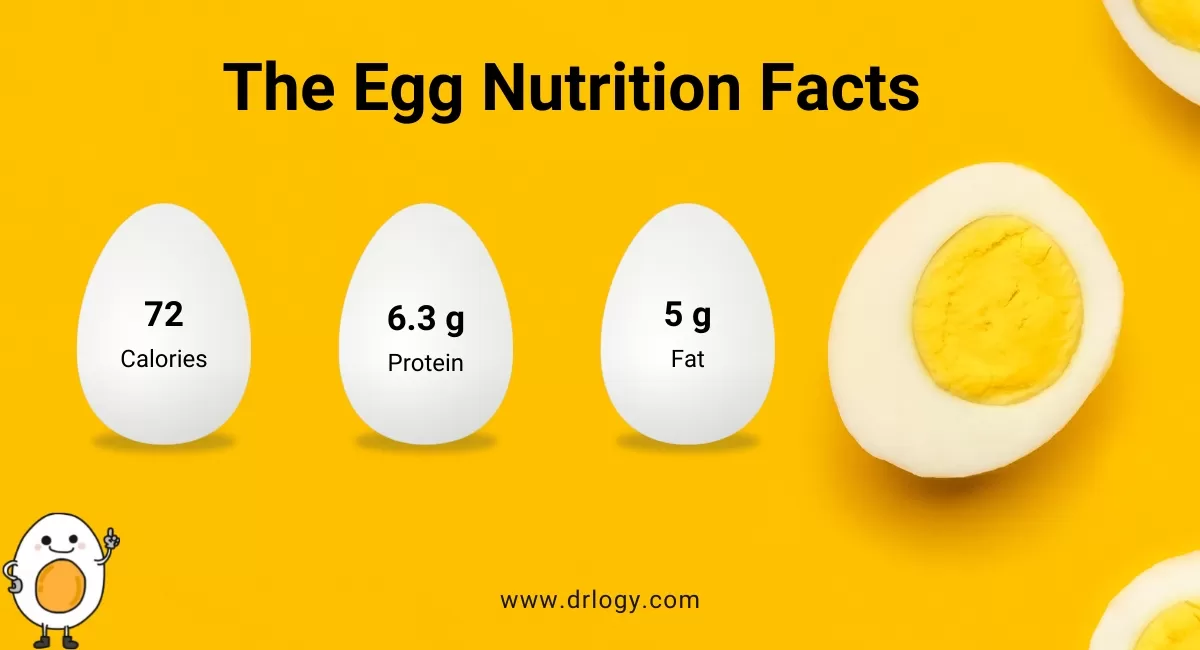 The Egg Nutrition Facts
72
Calories
6.3 g
Protein
5 g
Fat
www.drlogy.com